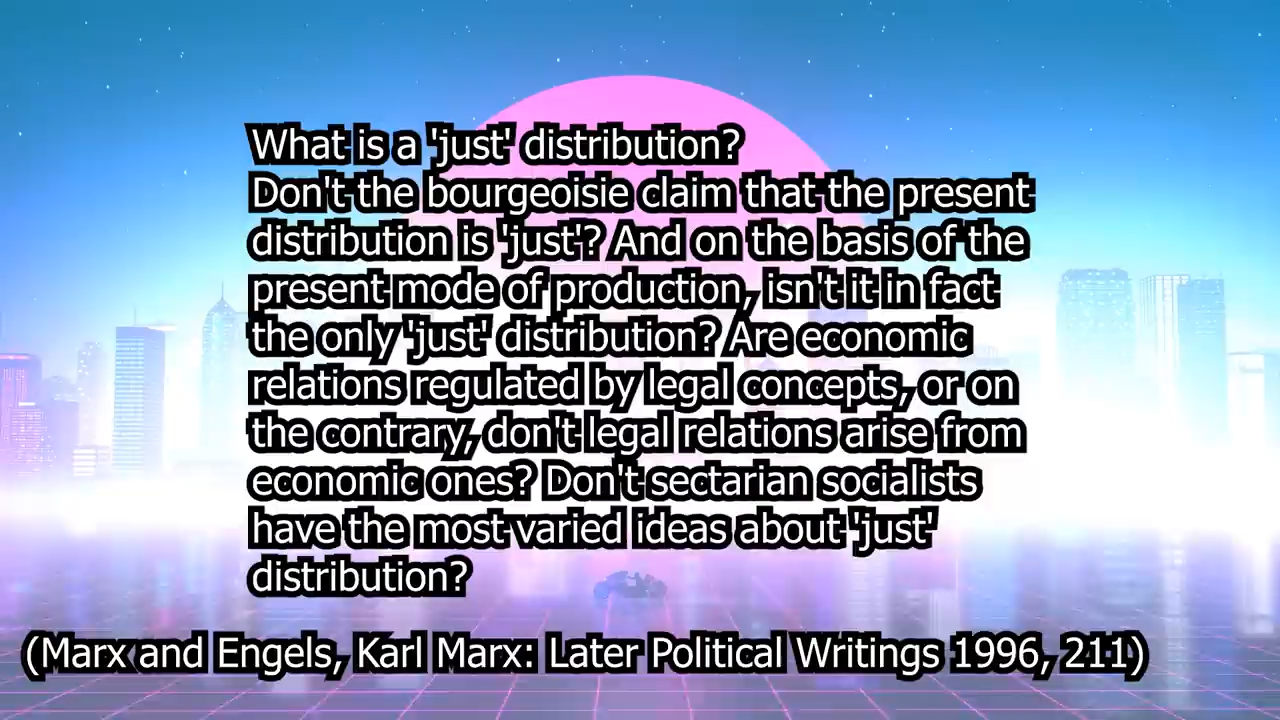 What is a 'just' distribution?
Don't the bourgeoisie claim that the present
distribution is 'just'? And on the basis of the
present mode of production, isn't it in fact
the only 'just' distribution? Are economic
relations regulated by legal concepts, or on
the contrary, don't legal relations arise from
economic ones? Don't sectarian socialists
have the most varied ideas about 'just'
distribution?
(Marx and Engels, Karl Marx: Later Political Writings 1996, 211)